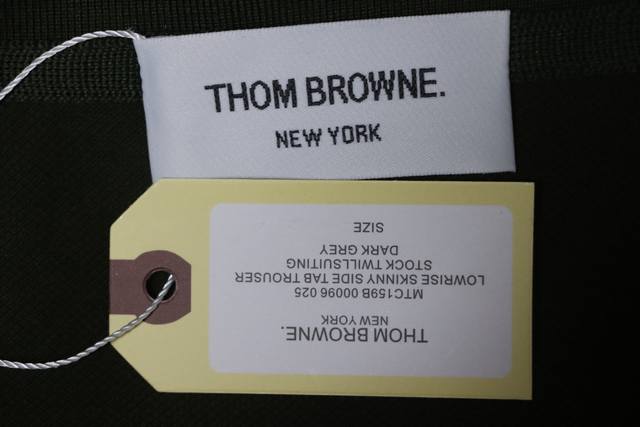 THOM BROWNE.
NEW YORK
THOM BROWNE.
NEW YORK
MTC159B 00096 025
LOWRISE SKINNY SIDE TAB TROUSER
STOCK TWILLSUITING
DARK GREY
SIZE